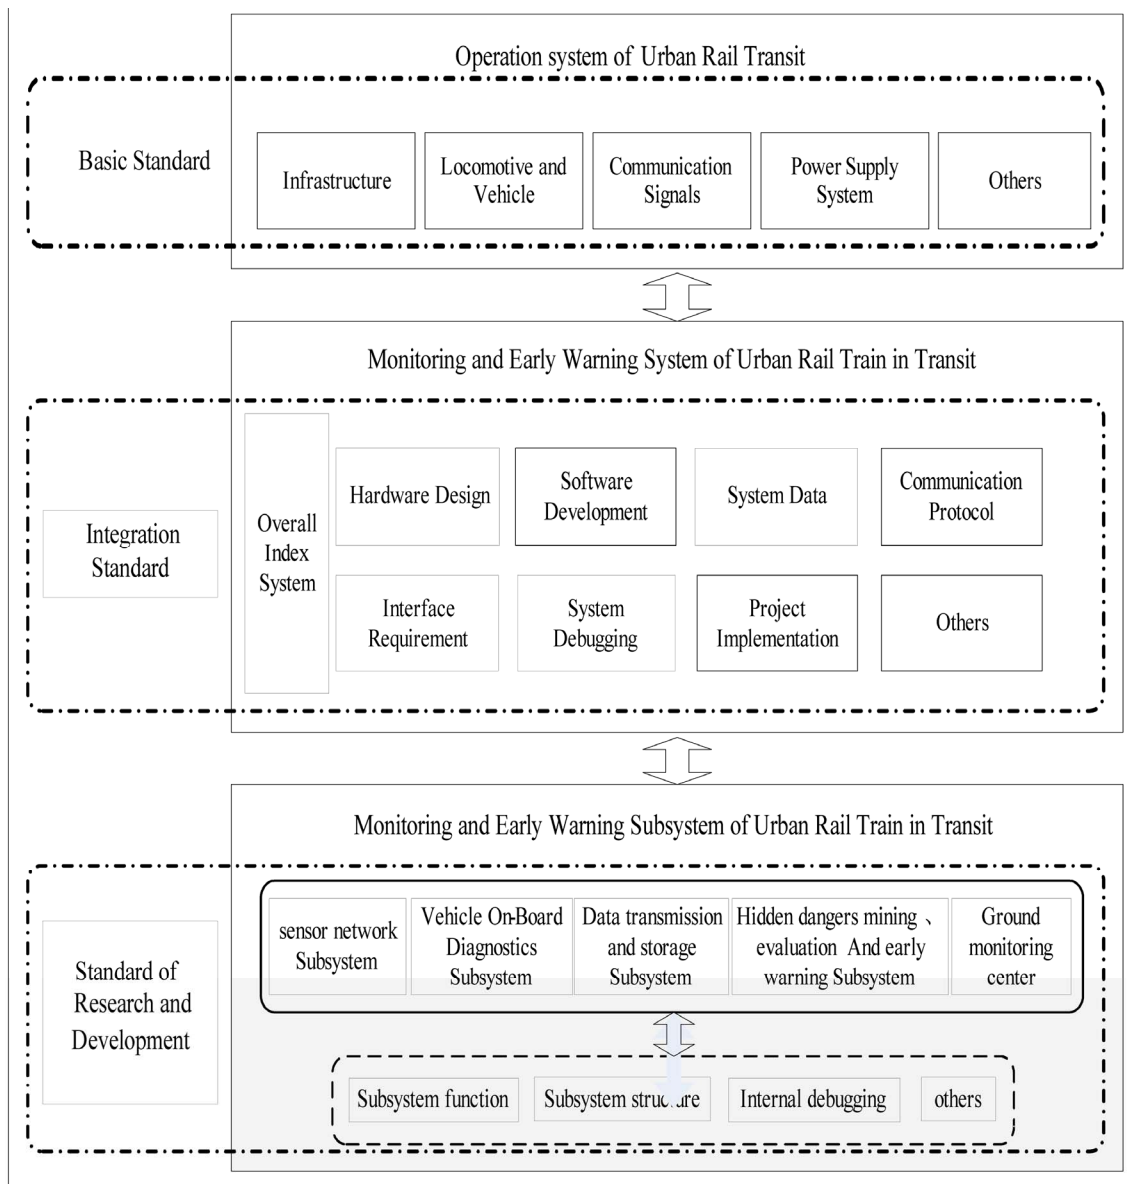 Operation system of Urban Rail Transit
Basic Standard
Infrastructure
Locomotive and
Vehicle
Communication
Signals
Power Supply
System
Others
Monitoring and Early Warning System of Urban Rail Train in Transit
Integration
Standard
Overall
Index
System
Hardware Design
Software
Development
System Data
Communication
Protocol
Interface
Requirement
System
Debugging
Project
Implementation
Others
Monitoring and Early Warning Subsystem of Urban Rail Train in Transit
Standard of
Research and
Development
sensor network
Subsystem
Vehicle On-Board
Diagnostics
Subsystem
Data transmission
and storage
Subsystem
Hidden dangers mining 、
evaluation And early
warning Subsystem
Ground
monitoring
center
Subsystem function
Subsystem structure
Internal debugging
others